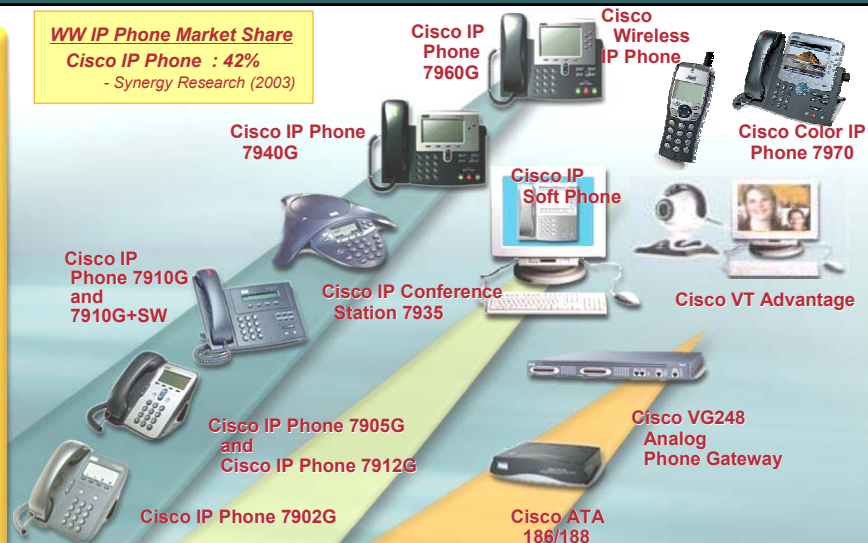 WW IP Phone Market Share
Cisco IP Phone : 42%
- Synergy Research (2003)
Cisco IP
Phone
7960G
Cisco
Wireless
IP Phone
Cisco Color IP
Phone 7970
Cisco IP Phone
7940G
Cisco IP
Soft Phone
Cisco IP
Phone 7910G
and
7910G+SW
Cisco IP Conference
Station 7935
Cisco VT Advantage
Cisco IP Phone 7905G
and
Cisco IP Phone 7912G
Cisco VG248
Analog
Phone Gateway
Cisco IP Phone 7902G
Cisco ATA
186/188